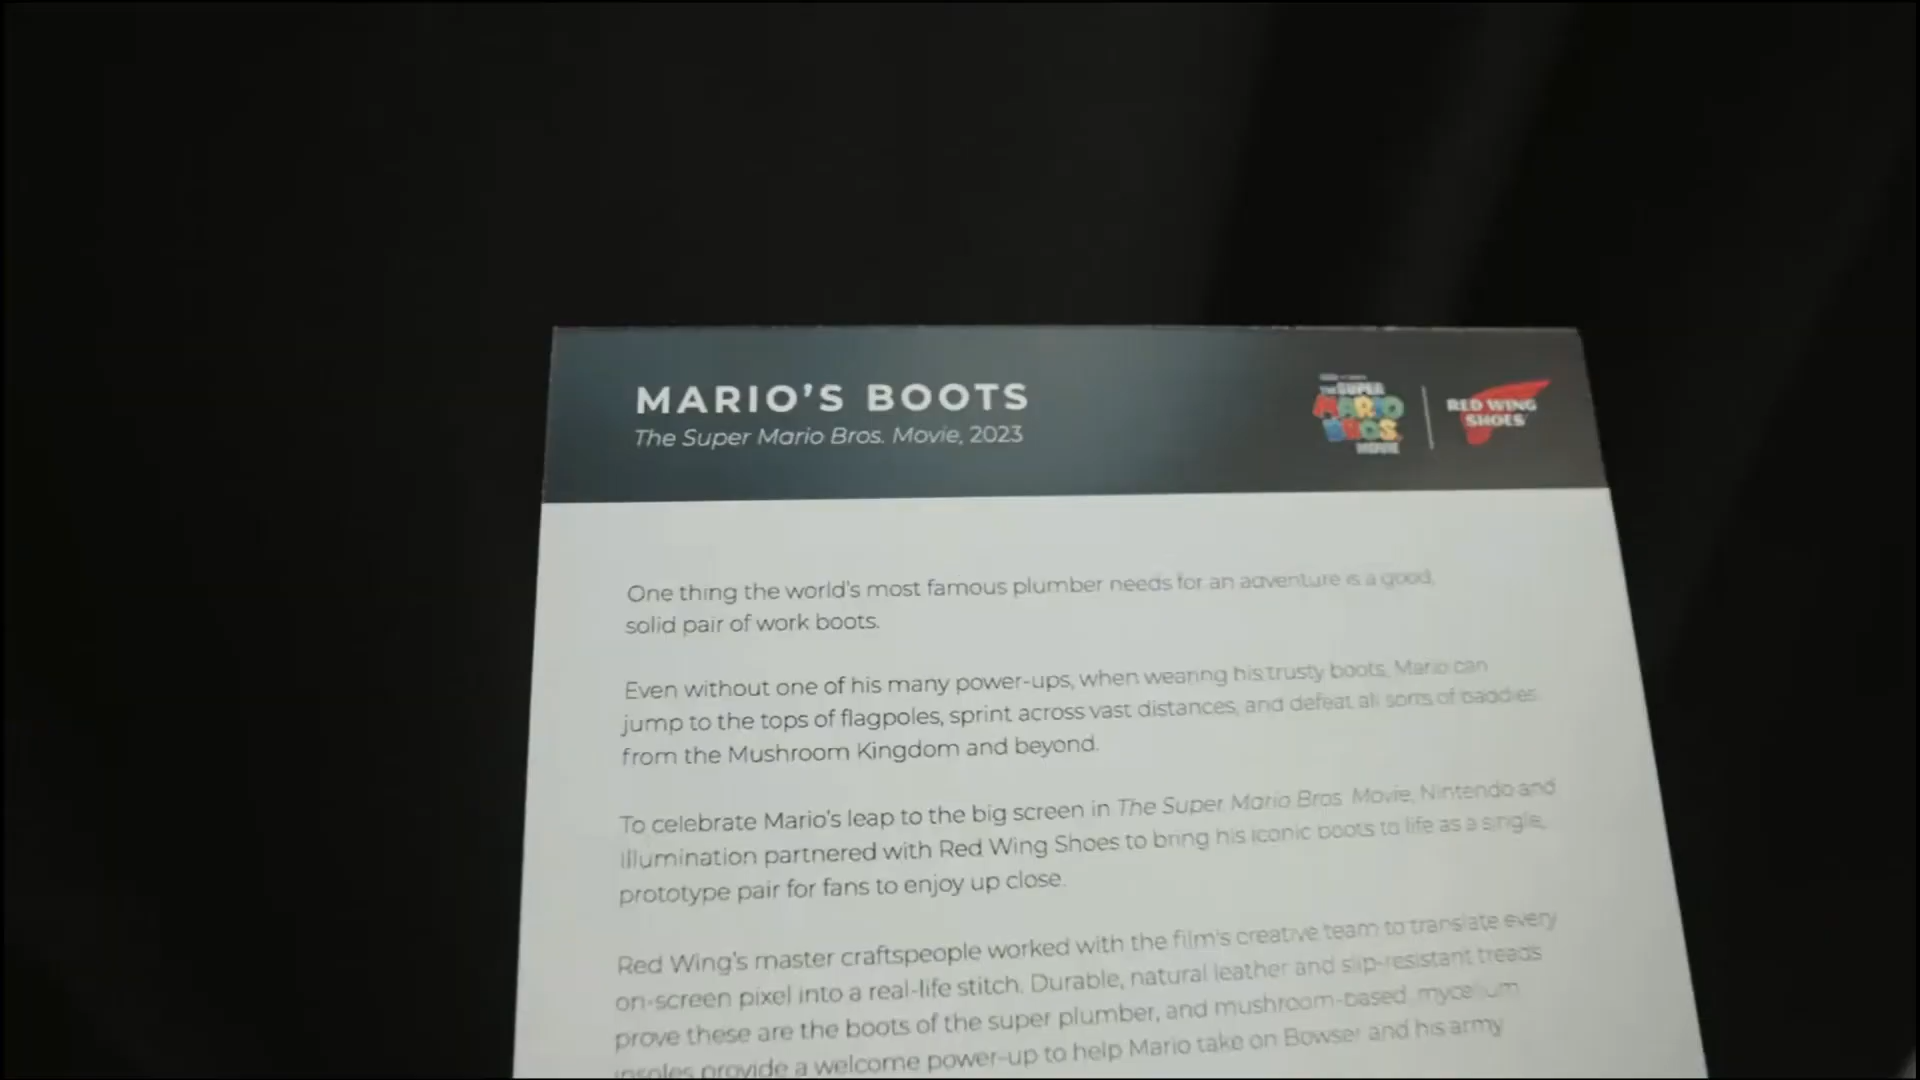 MARIO'S BOOTS
The Super Mario Bros. Movie, 2023
THE SUPER
MARIO
BROS.
MOVIE
RED WING
SHOES
One thing the world's most famous plumber needs for an adventure is a good,
solid pair of work boots.
Even without one of his many power-ups, when wearing his trusty boots, Mario can
jump to the tops of flagpoles, sprint across vast distances, and defeat all sorts of baddies
from the Mushroom Kingdom and beyond.
To celebrate Mario's leap to the big screen in The Super Mario Bros. Movie, Nintendo and
Illumination partnered with Red Wing Shoes to bring his iconic boots to life as a single,
prototype pair for fans to enjoy up close.
Red Wing's master craftspeople worked with the film's creative team to translate every
on-screen pixel into a real-life stitch. Durable, natural leather and slip-resistant treads
prove these are the boots of the super plumber, and mushroom-based mycelium
insoles provide a welcome power-up to help Mario take on Bowser and his army